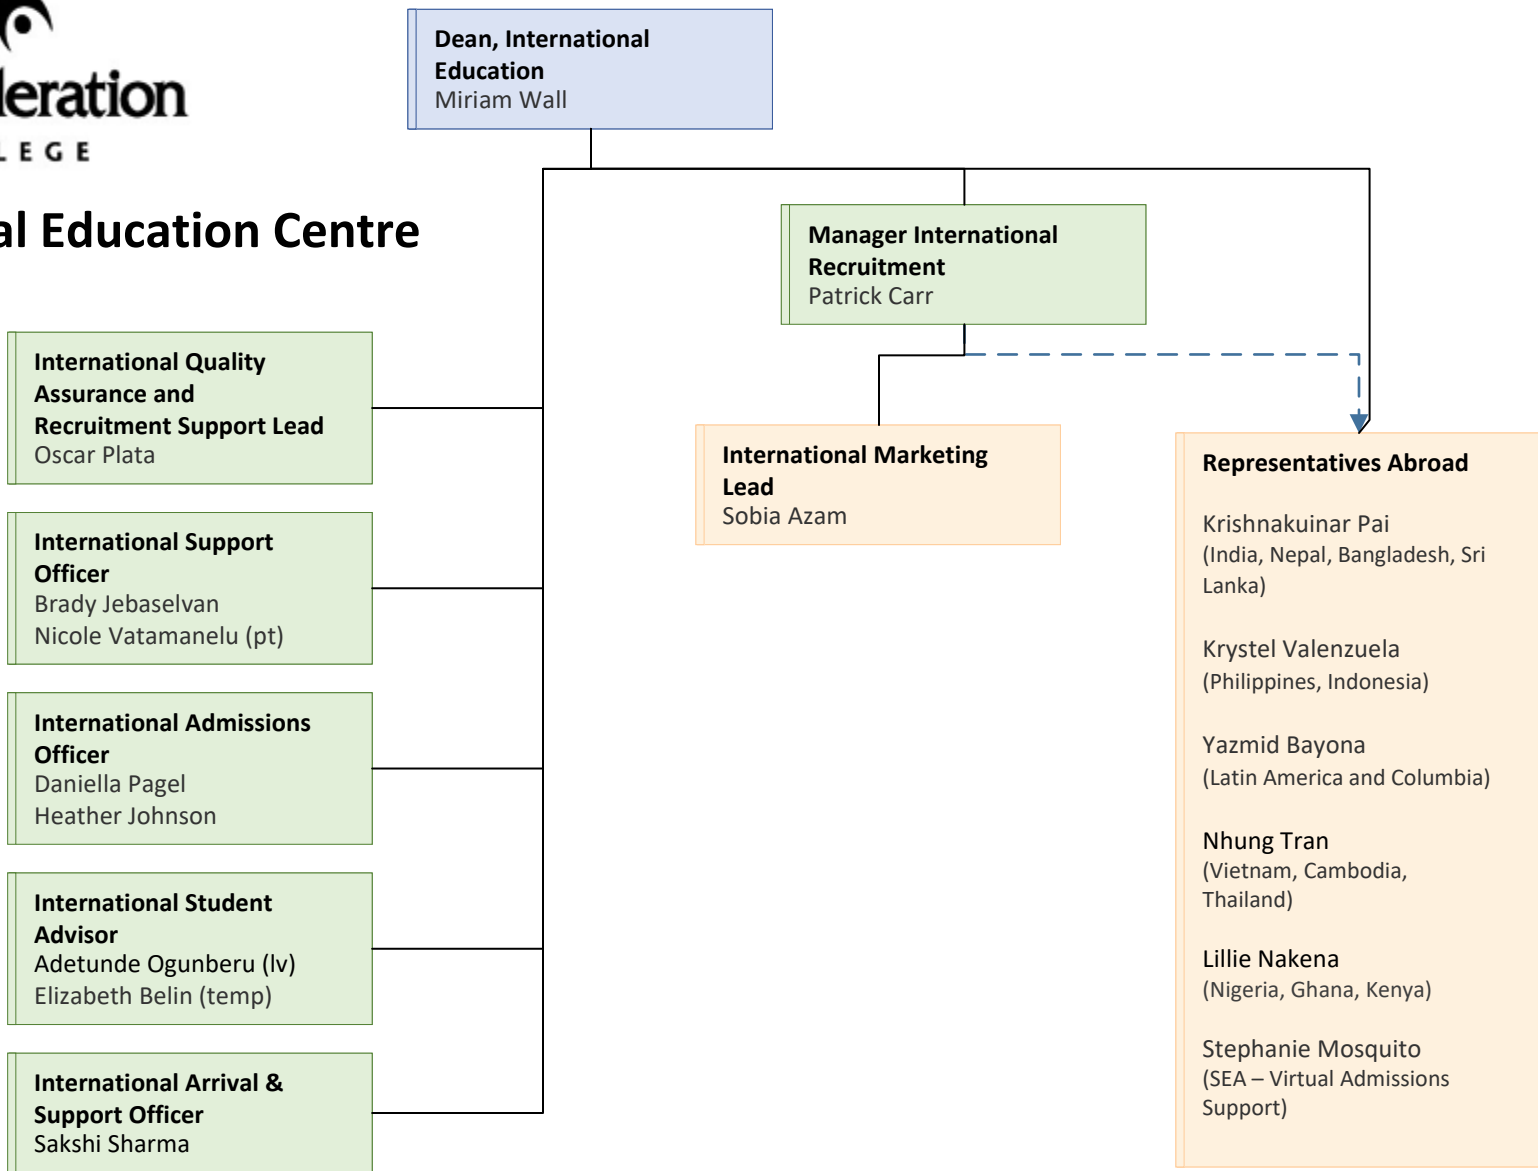 Dean, International
Education
Miriam Wall
deration
LEGE
al Education Centre
Manager International
Recruitment
Patrick Carr
International Quality
Assurance and
Recruitment Support Lead
Oscar Plata
International Support
Officer
Brady Jebaselvan
Nicole Vatamanelu (pt)
International Admissions
Officer
Daniella Pagel
Heather Johnson
International Student
Advisor
Adetunde Ogunberu (lv)
Elizabeth Belin (temp)
International Arrival &
Support Officer
Sakshi Sharma
International Marketing
Lead
Sobia Azam
Representatives Abroad
Krishnakuinar Pai
(India, Nepal, Bangladesh, Sri
Lanka)
Krystel Valenzuela
(Philippines, Indonesia)
Yazmid Bayona
(Latin America and Columbia)
Nhung Tran
(Vietnam, Cambodia,
Thailand)
Lillie Nakena
(Nigeria, Ghana, Kenya)
Stephanie Mosquito
(SEA – Virtual Admissions
Support)